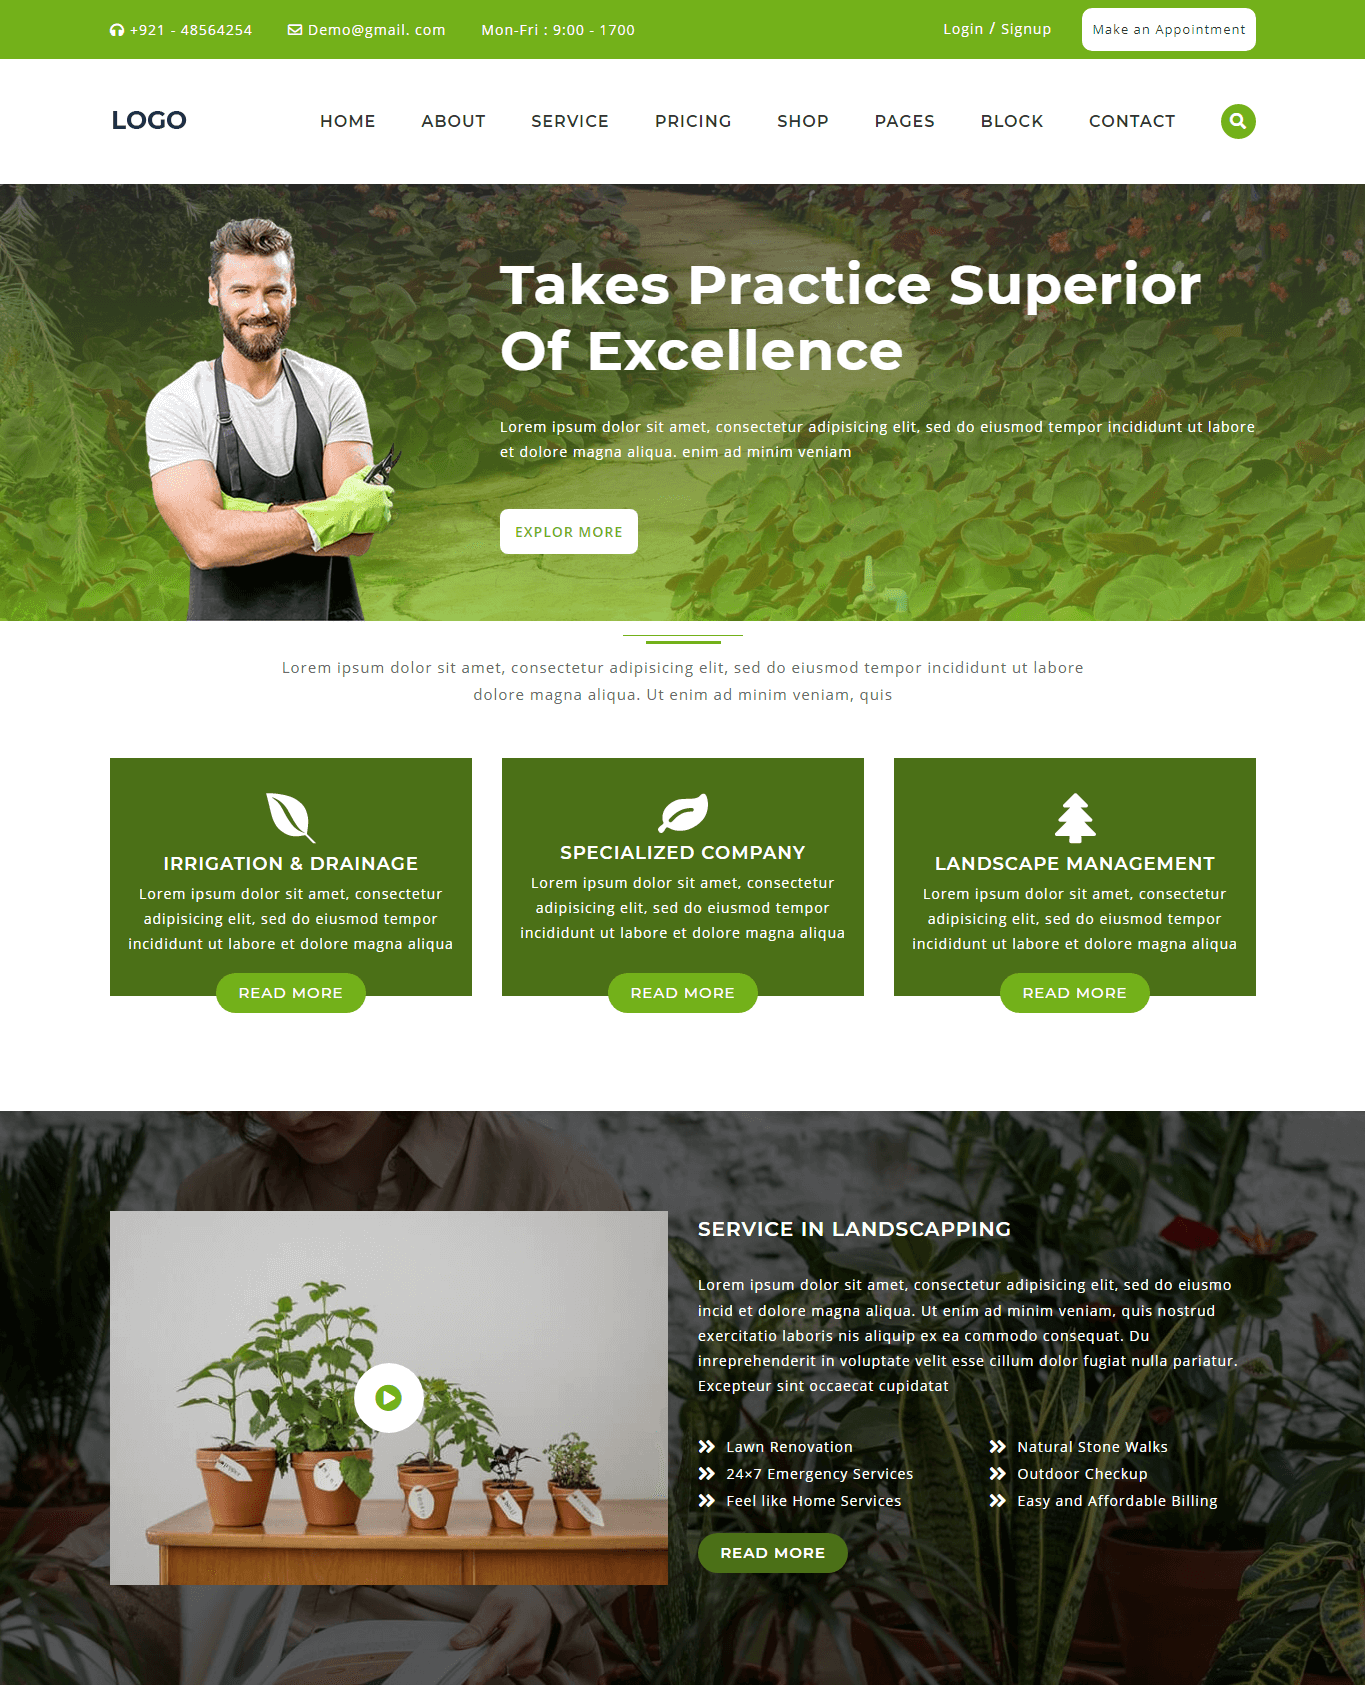 +921 - 48564254
Demo@gmail. com
Mon-Fri : 9:00 - 1700
Login / Signup
Make an Appointment
LOGO
HOME
ABOUT
SERVICE
PRICING
SHOP
PAGES
BLOCK
CONTACT
Takes Practice Superior
Of Excellence
Lorem ipsum dolor sit amet, consectetur adipisicing elit, sed do eiusmod tempor incididunt ut labore
et dolore magna aliqua. enim ad minim veniam
EXPLOR MORE
Lorem ipsum dolor sit amet, consectetur adipisicing elit, sed do eiusmod tempor incididunt ut labore
dolore magna aliqua. Ut enim ad minim veniam, quis
IRRIGATION & DRAINAGE
Lorem ipsum dolor sit amet, consectetur
adipisicing elit, sed do eiusmod tempor
incididunt ut labore et dolore magna aliqua
READ MORE
SPECIALIZED COMPANY
Lorem ipsum dolor sit amet, consectetur
adipisicing elit, sed do eiusmod tempor
incididunt ut labore et dolore magna aliqua
READ MORE
LANDSCAPE MANAGEMENT
Lorem ipsum dolor sit amet, consectetur
adipisicing elit, sed do eiusmod tempor
incididunt ut labore et dolore magna aliqua
READ MORE
SERVICE IN LANDSCAPPING
Lorem ipsum dolor sit amet, consectetur adipisicing elit, sed do eiusmo
incid et dolore magna aliqua. Ut enim ad minim veniam, quis nostrud
exercitatio laboris nis aliquip ex ea commodo consequat. Du
inreprehenderit in voluptate velit esse cillum dolor fugiat nulla pariatur.
Excepteur sint occaecat cupidatat
Lawn Renovation
24×7 Emergency Services
Feel like Home Services
Natural Stone Walks
Outdoor Checkup
Easy and Affordable Billing
READ MORE